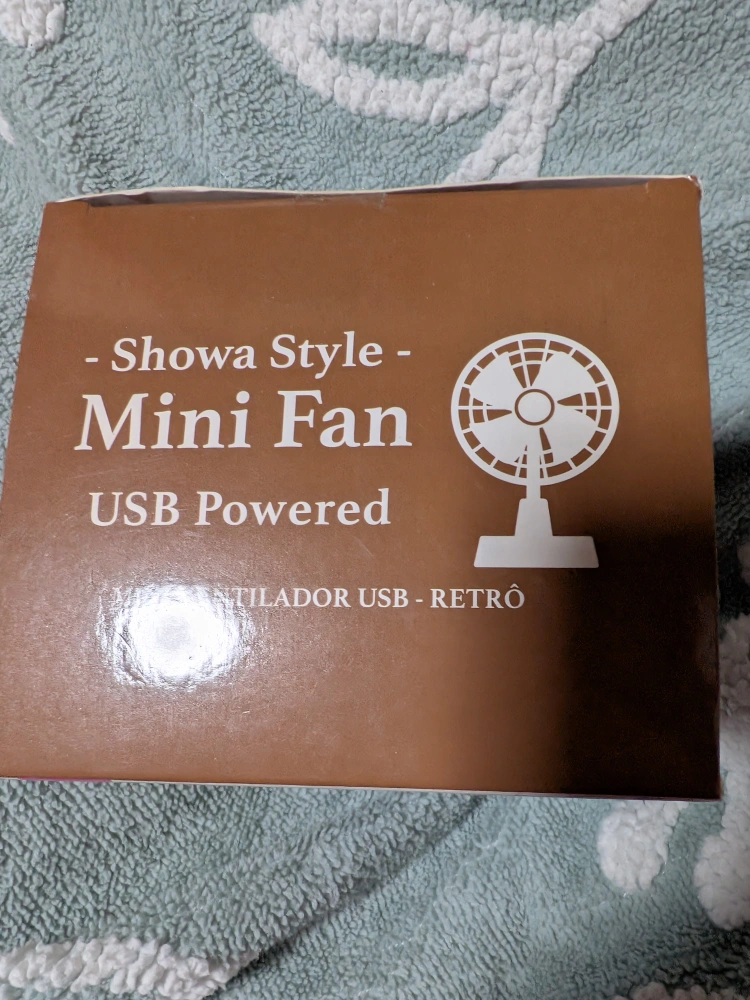 - Showa Style -
Mini Fan
USB Powered
USB - RETRÔ